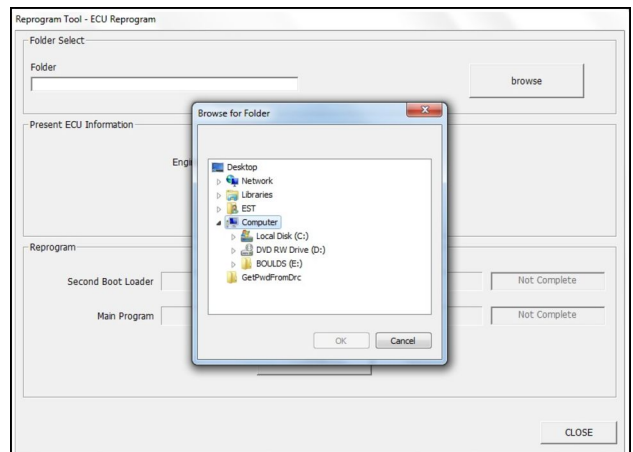 Reprogram Tool - ECU Reprogram
Folder Select
Folder
browse
Browse for Folder
Present ECU Information
Desktop
Network
Libraries
EST
Computer
Local Disk (C:)
DVD RW Drive (D:)
BOULDS (E:)
GetPwdFromDrc
Reprogram
Second Boot Loader
Not Complete
Main Program
Not Complete
OK
Cancel
CLOSE